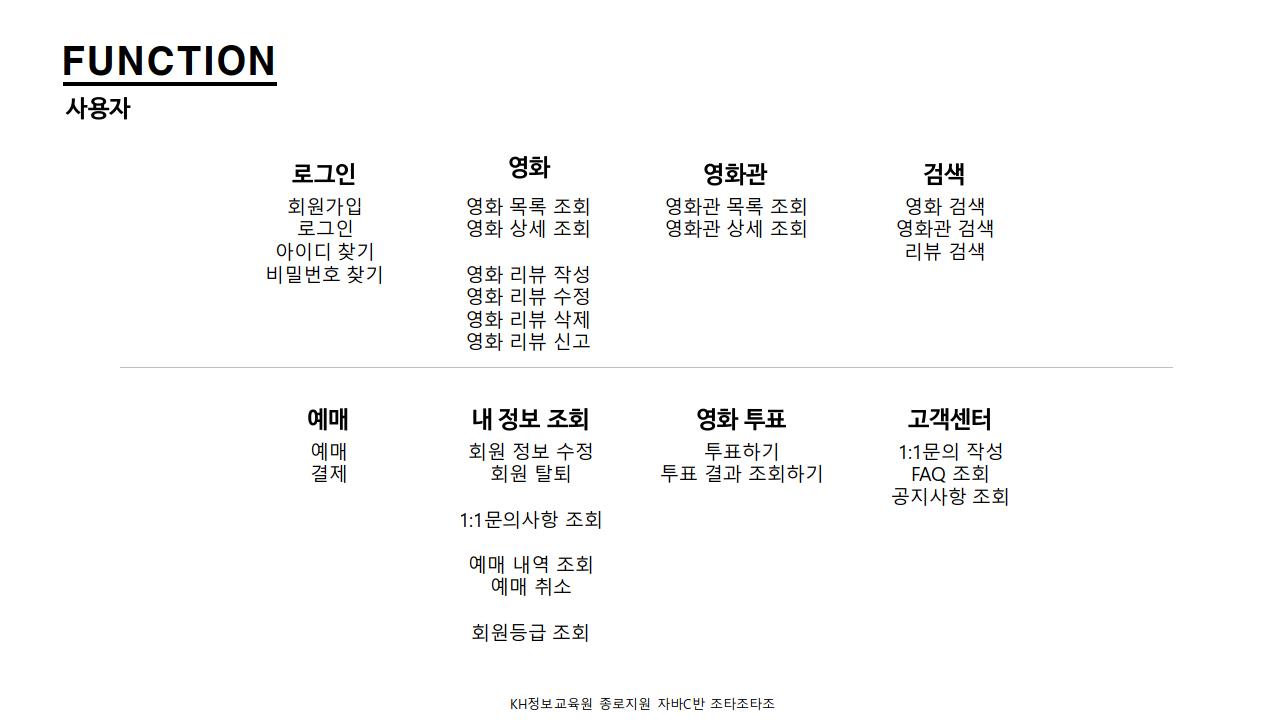 FUNCTION
사용자
로그인
회원가입
로그인
아이디 찾기
비밀번호 찾기
영화
영화 목록 조회
영화 상세 조회
영화 리뷰 작성
영화 리뷰 수정
영화 리뷰 삭제
영화 리뷰 신고
영화관
영화관 목록 조회
영화관 상세 조회
검색
영화 검색
영화관 검색
리뷰 검색
예매
예매
결제
내 정보 조회
회원 정보 수정
회원 탈퇴
1:1문의사항 조회
예매 내역 조회
예매 취소
회원등급 조회
영화 투표
투표하기
투표 결과 조회하기
고객센터
1:1문의 작성
FAQ 조회
공지사항 조회
KH정보교육원 종로지원 자바C반 조타조타조